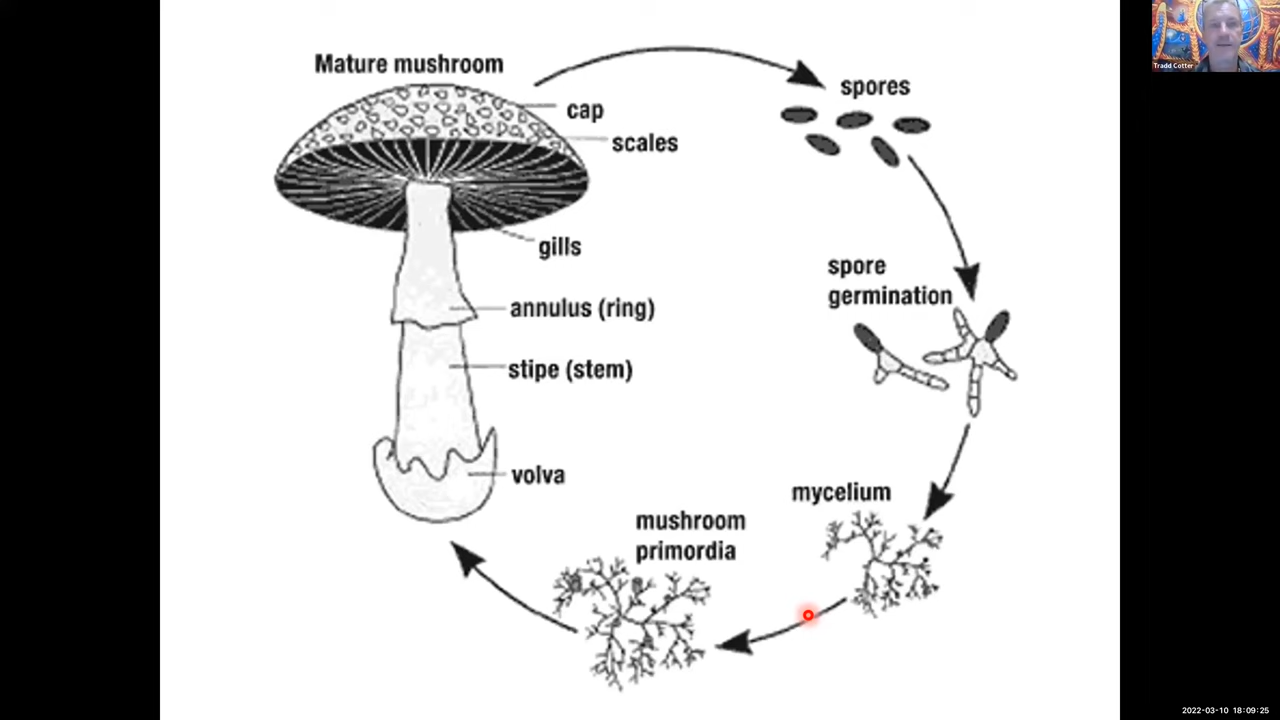 Mature mushroom
cap
scales
gills
annulus (ring)
stipe (stem)
volva
spores
spore
germination
mycelium
mushroom
primordia
Tradd Cotter
2022-03-10 18:09:25